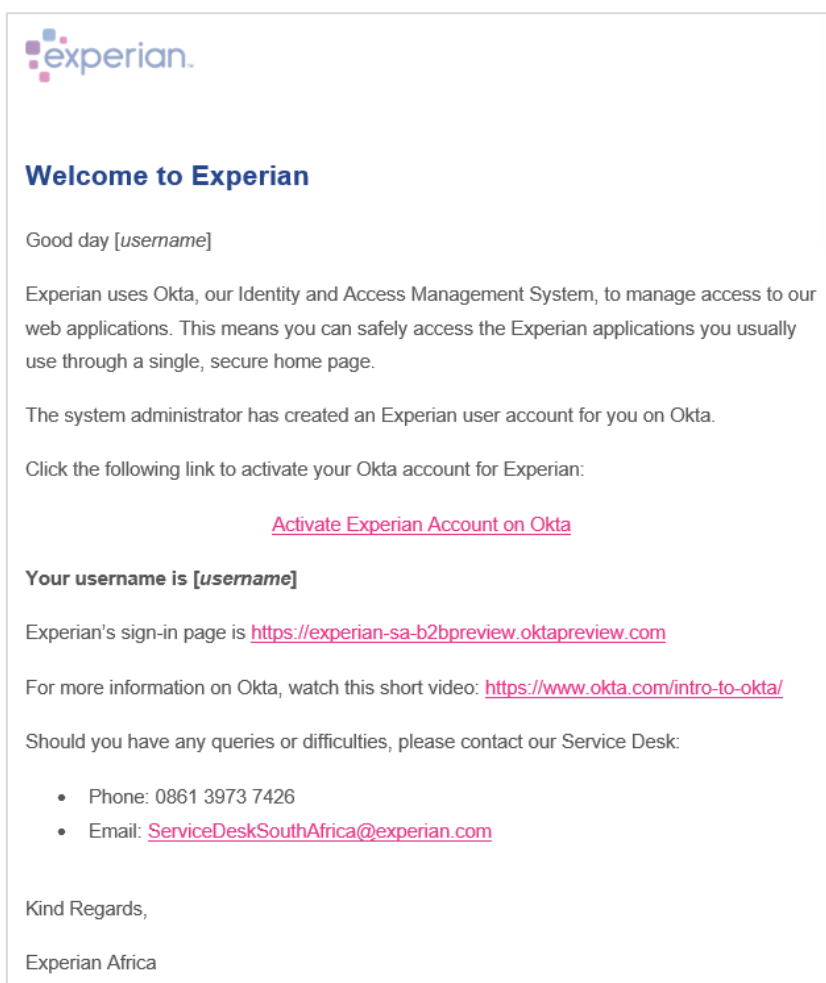 experian™
Welcome to Experian
Good day [username]
Experian uses Okta, our Identity and Access Management System, to manage access to our
web applications. This means you can safely access the Experian applications you usually
use through a single, secure home page.
The system administrator has created an Experian user account for you on Okta.
Click the following link to activate your Okta account for Experian:
Activate Experian Account on Okta
Your username is [username]
Experian’s sign-in page is https://experian-sa-b2bpreview.oktapreview.com
For more information on Okta, watch this short video: https://www.okta.com/intro-to-okta/
Should you have any queries or difficulties, please contact our Service Desk:
• Phone: 0861 3973 7426
• Email: ServiceDeskSouthAfrica@experian.com
Kind Regards,
Experian Africa